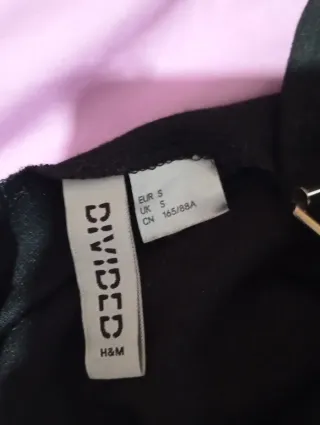 DIVIDED
H&M
EUR S
UK S
CN 165/88A